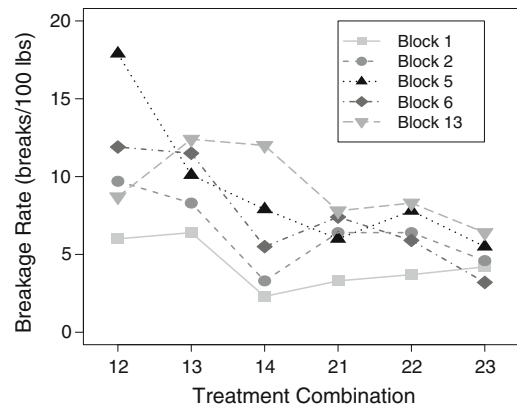 20
15
10
5
0
Breakage Rate (breaks/100 lbs)
Block 1
Block 2
Block 5
Block 6
Block 13
12 13 14 21 22 23
Treatment Combination